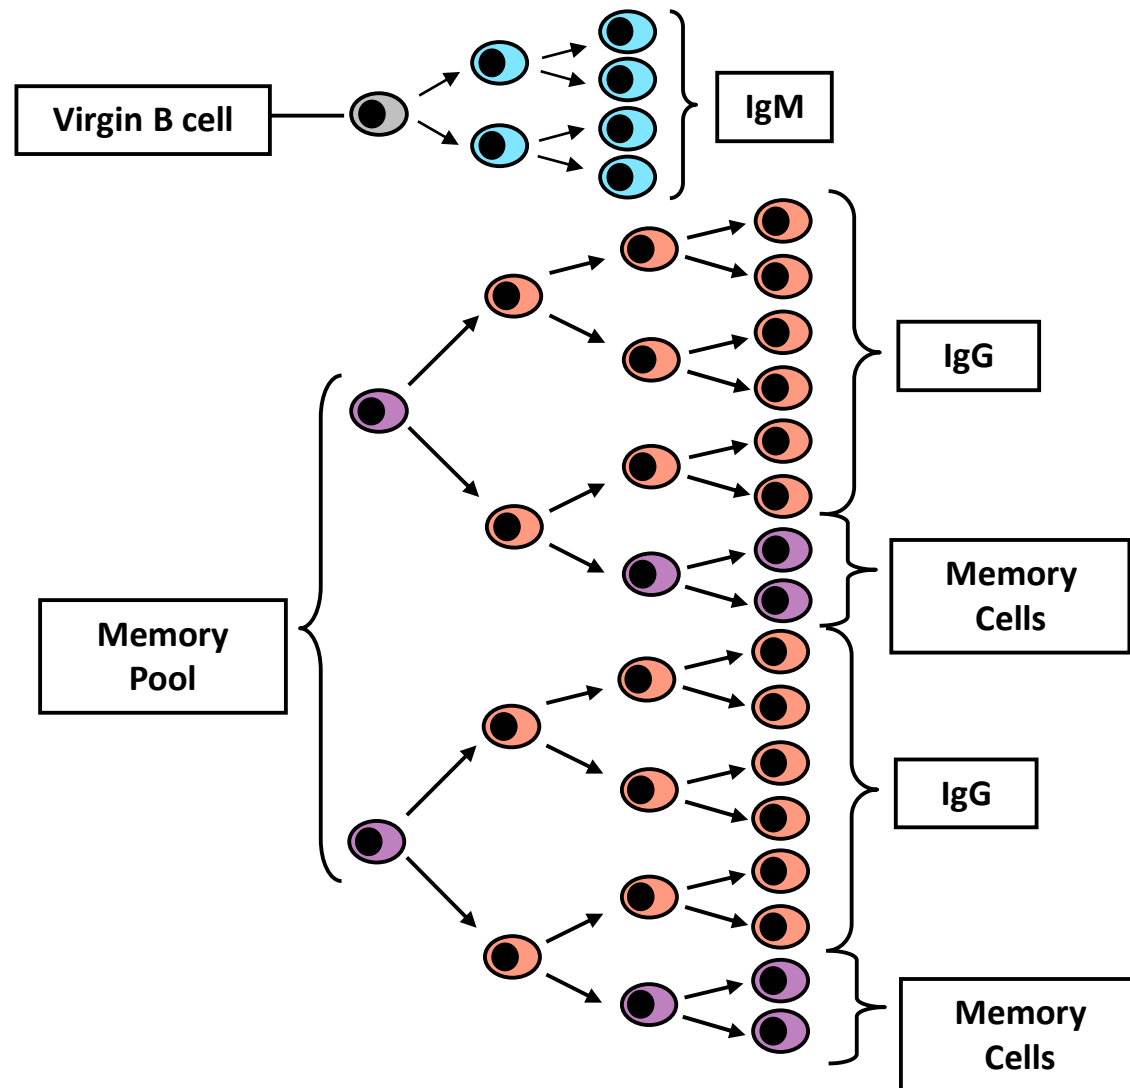 Virgin B cell
IgM
IgG
Memory
Cells
Memory
Pool
IgG
Memory
Cells